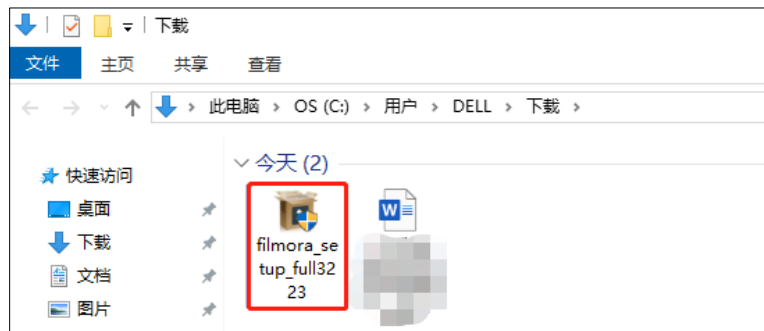 下载
文件 主页 共享 查看
此电脑 > OS (C:) > 用户 > DELL > 下载 >
快速访问
桌面
下载
文档
图片
今天 (2)
filmora_se
tup_full32
23